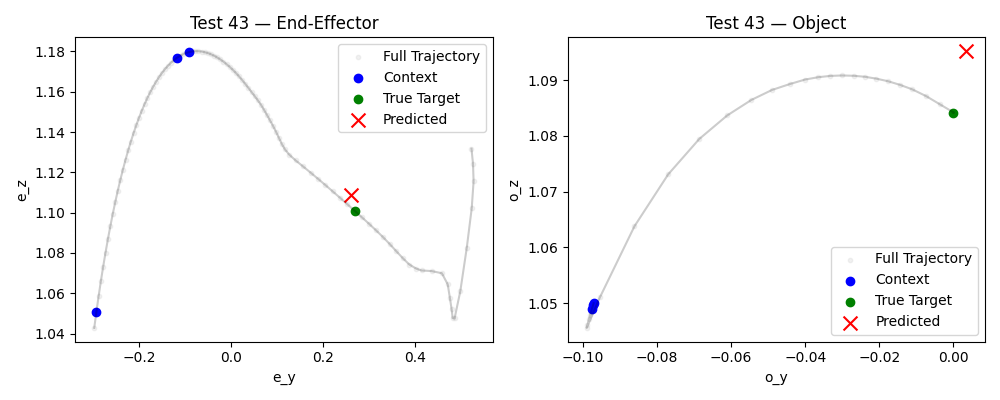 Test 43 — End-Effector
1.18
1.16
1.14
1.12
1.10
1.08
1.06
1.04
e_z
−0.2
0.0
0.2
0.4
e_y
Full Trajectory
Context
True Target
Predicted
Test 43 — Object
1.09
1.08
1.07
1.06
1.05
o_z
−0.10
−0.08
−0.06
−0.04
−0.02
0.00
o_y
Full Trajectory
Context
True Target
Predicted